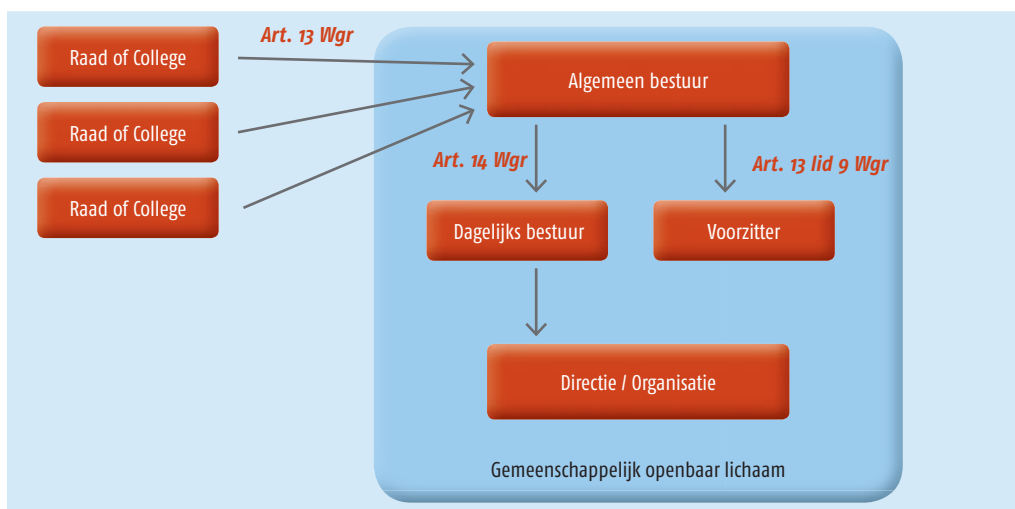 Raad of College
Art. 13 Wgr
Algemeen bestuur
Raad of College
Raad of College
Art. 14 Wgr
Art. 13 lid 9 Wgr
Dagelijks bestuur
Voorzitter
Directie / Organisatie
Gemeenschappelijk openbaar lichaam